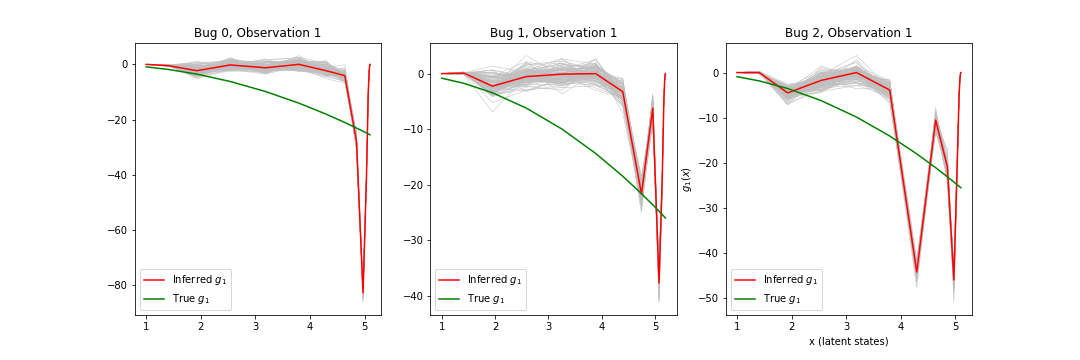 Bug 0, Observation 1
0
−20
−40
−60
−80
1 2 3 4 5
Inferred g₁
True g₁
Bug 1, Observation 1
0
−10
−20
−30
−40
1 2 3 4 5
Inferred g₁
True g₁
Bug 2, Observation 1
g₁(x)
0
−10
−20
−30
−40
−50
1 2 3 4 5
x (latent states)
Inferred g₁
True g₁